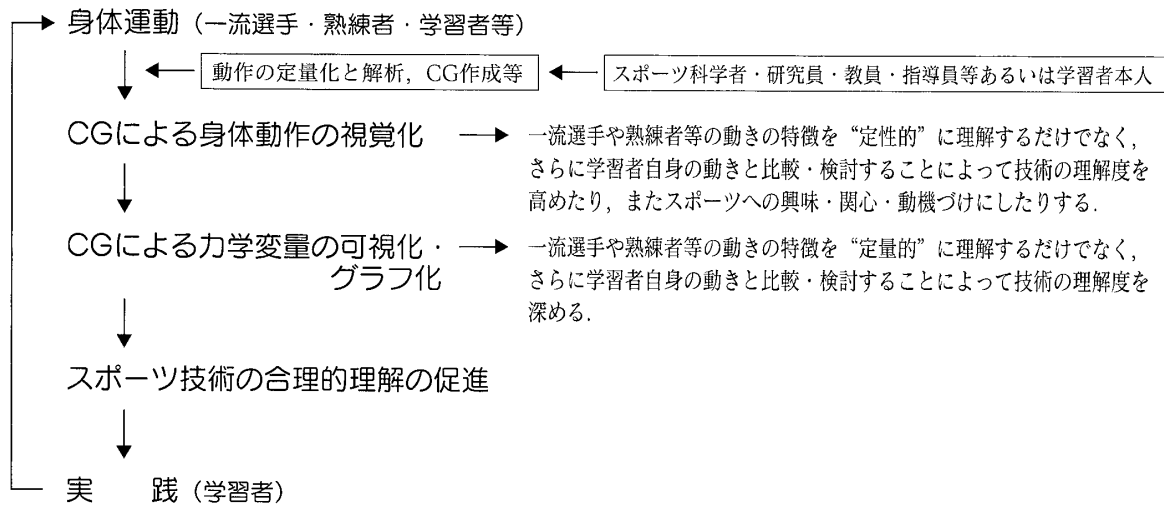 身体運動（一流選手・熟練者・学習者等）
動作の定量化と解析，CG作成等
スポーツ科学者・研究員・教員・指導員等あるいは学習者本人
CGによる身体動作の視覚化
一流選手や熟練者等の動きの特徴を“定性的”に理解するだけでなく，
さらに学習者自身の動きと比較・検討することによって技術の理解度を
高めたり，またスポーツへの興味・関心・動機づけにしたりする．
CGによる力学変量の可視化・
グラフ化
一流選手や熟練者等の動きの特徴を“定量的”に理解するだけでなく，
さらに学習者自身の動きと比較・検討することによって技術の理解度を
深める．
スポーツ技術の合理的理解の促進
実　践（学習者）